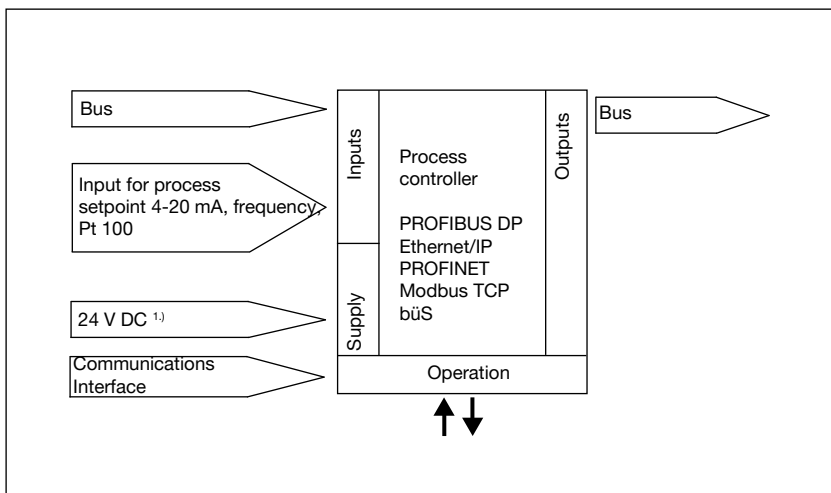 Bus
Input for process
setpoint 4-20 mA, frequency,
Pt 100
24 V DC 1.)
Communications
Interface
Inputs
Supply
Process
controller
PROFIBUS DP
Ethernet/IP
PROFINET
Modbus TCP
büS
Operation
Outputs
Bus